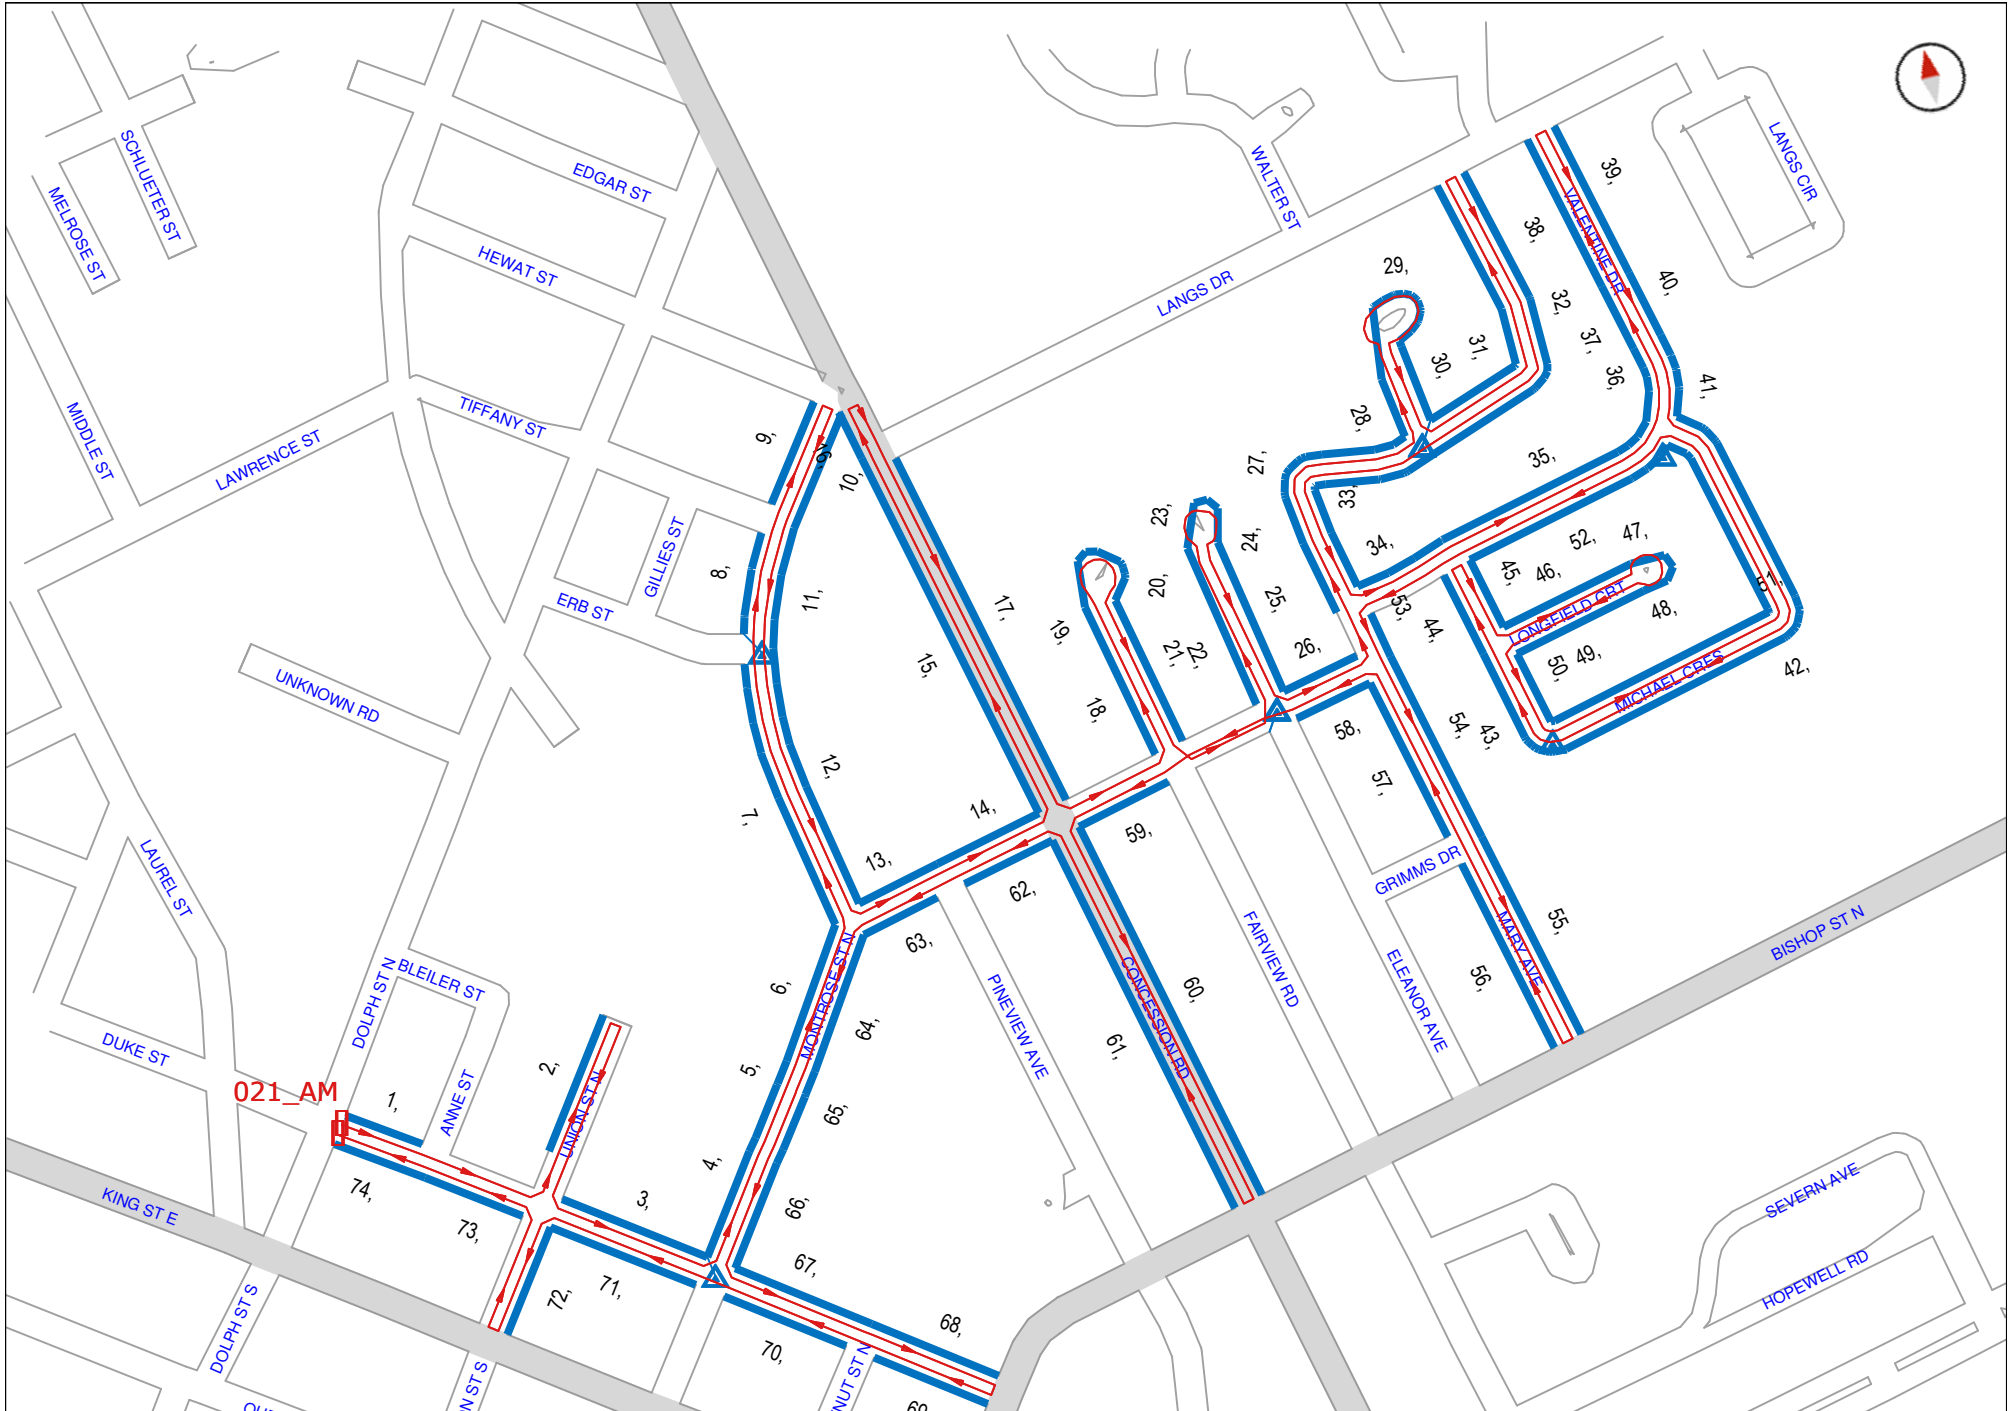 SCHLUETER ST
MELROSE ST
EDGAR ST
HEWAT ST
WALTER ST
LANGS CIR
LANGS DR
VALENTINE DR
39,
38,
40,
29,
32,
37,
36,
31,
30,
41,
28,
MIDDLE ST
LAWRENCE ST
TIFFANY ST
9,
9,
10,
27,
33,
35,
34,
GILLIES ST
ERB ST
8,
11,
23,
24,
20,
25,
19,
17,
15,
21,
22,
26,
18,
52,
47,
45,
46,
51,
LONGFIELD CRT
48,
53,
44,
50,
49,
MICHAEL CRES
42,
54,
43,
58,
57,
UNKNOWN RD
12,
7,
14,
13,
59,
62,
63,
LAUREL ST
GRIMMS DR
MARY AVE
55,
56,
BISHOP ST N
FAIRVIEW RD
ELEANOR AVE
PINEVIEW AVE
CONCESSION RD
60,
61,
BLEILER ST
DOLPH ST N
MONTROSE ST N
6,
64,
5,
65,
4,
66,
DUKE ST
021_AM
1,
ANNE ST
2,
UNION ST N
3,
74,
73,
72,
71,
67,
68,
70,
69,
KING ST E
DOLPH ST S
ON ST S
NUT ST N
SEVERN AVE
HOPEWELL RD